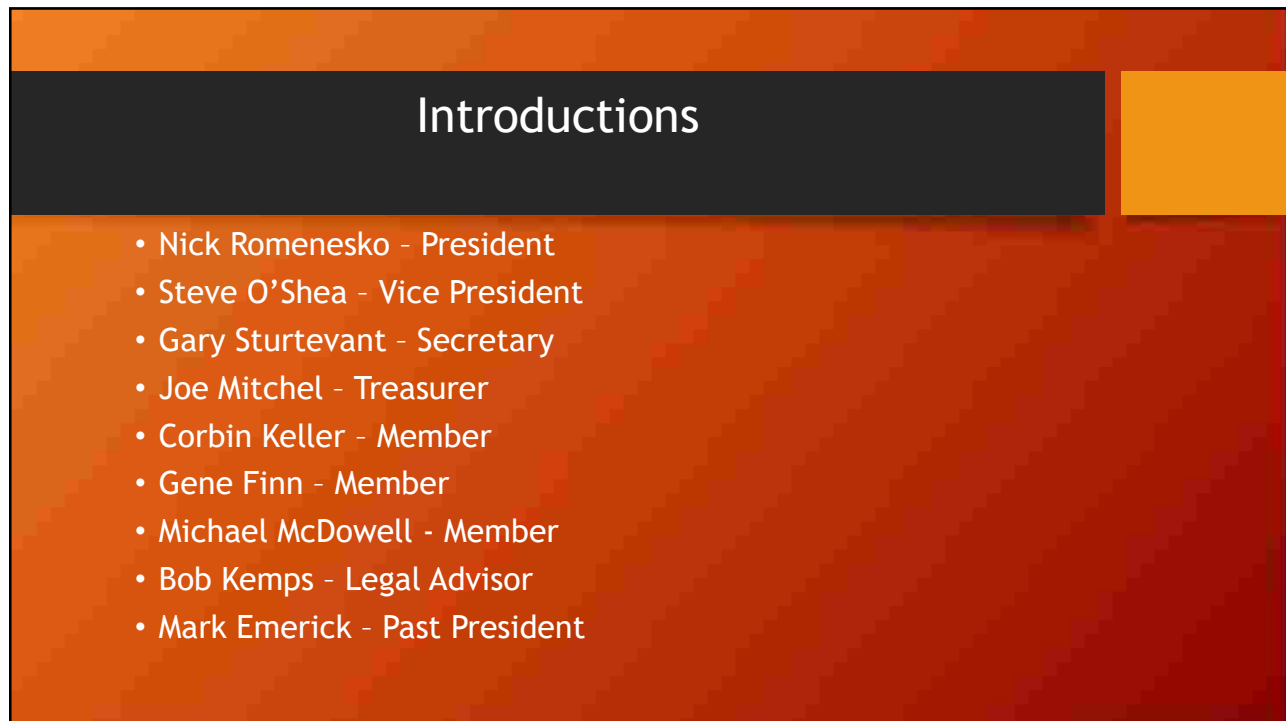 Introductions
• Nick Romenesko – President
• Steve O’Shea – Vice President
• Gary Sturtevant – Secretary
• Joe Mitchel – Treasurer
• Corbin Keller – Member
• Gene Finn – Member
• Michael McDowell - Member
• Bob Kemps – Legal Advisor
• Mark Emerick – Past President